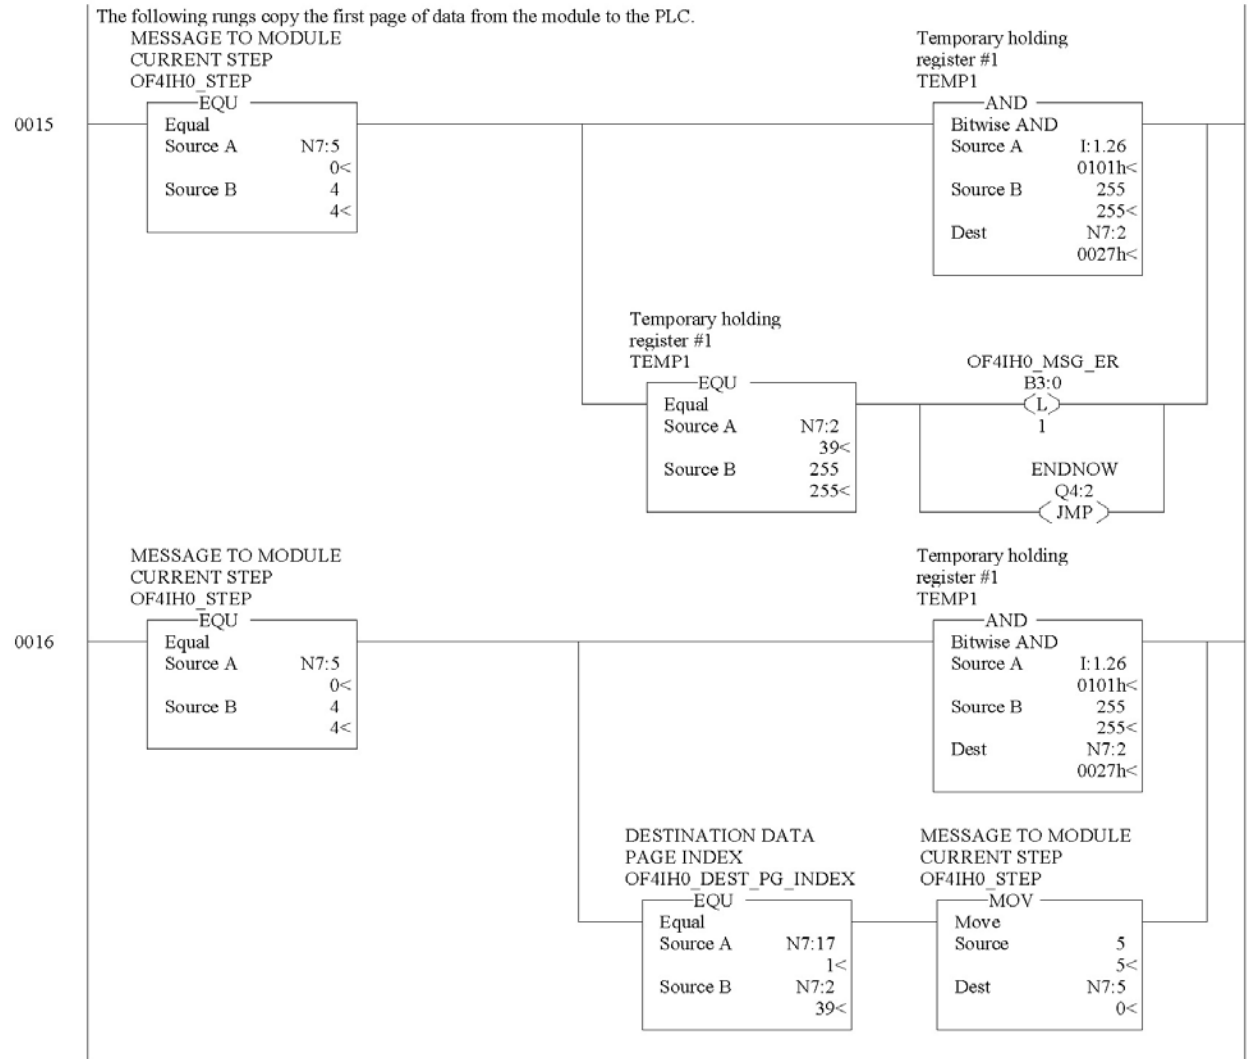 The following rungs copy the first page of data from the module to the PLC.
MESSAGE TO MODULE
CURRENT STEP
OF4IH0_STEP
EQU
Equal
Source A N7:5
0<
Source B 4
4<
0015
Temporary holding
register #1
TEMP1
AND
Bitwise AND
Source A I:1.26
0101h<
Source B 255
255<
Dest N7:2
0027h<
Temporary holding
register #1
TEMP1
EQU
Equal
Source A N7:2
39<
Source B 255
255<
OF4IH0_MSG_ER
B3:0
L
1
ENDNOW
Q4:2
JMP
MESSAGE TO MODULE
CURRENT STEP
OF4IH0_STEP
EQU
Equal
Source A N7:5
0<
Source B 4
4<
0016
Temporary holding
register #1
TEMP1
AND
Bitwise AND
Source A I:1.26
0101h<
Source B 255
255<
Dest N7:2
0027h<
DESTINATION DATA
PAGE INDEX
OF4IH0_DEST_PG_INDEX
EQU
Equal
Source A N7:17
1<
Source B N7:2
39<
MESSAGE TO MODULE
CURRENT STEP
OF4IH0_STEP
MOV
Move
Source 5
5<
Dest N7:5
0<